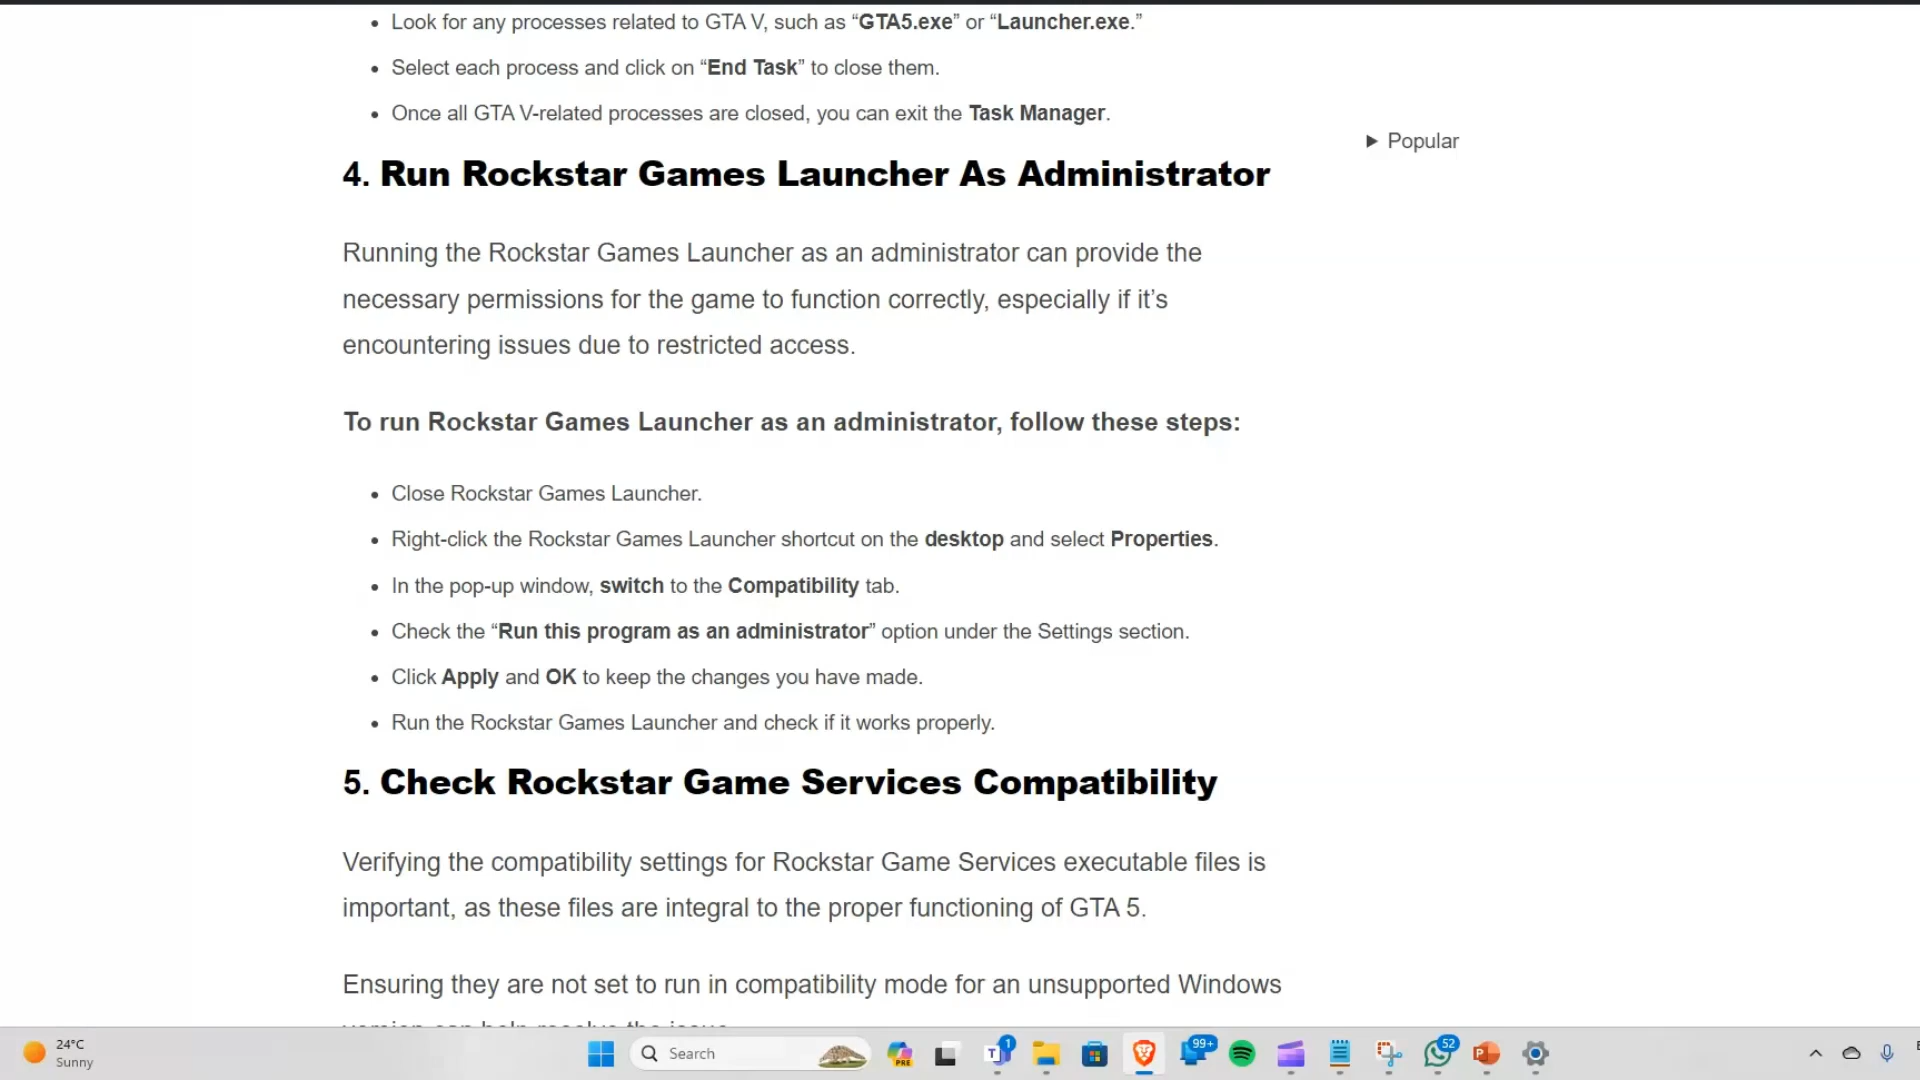 • Look for any processes related to GTA V, such as “GTA5.exe” or “Launcher.exe.”
• Select each process and click on “End Task” to close them.
• Once all GTA V-related processes are closed, you can exit the Task Manager.
▶ Popular
4. Run Rockstar Games Launcher As Administrator
Running the Rockstar Games Launcher as an administrator can provide the
necessary permissions for the game to function correctly, especially if it’s
encountering issues due to restricted access.
To run Rockstar Games Launcher as an administrator, follow these steps:
• Close Rockstar Games Launcher.
• Right-click the Rockstar Games Launcher shortcut on the desktop and select Properties.
• In the pop-up window, switch to the Compatibility tab.
• Check the “Run this program as an administrator” option under the Settings section.
• Click Apply and OK to keep the changes you have made.
• Run the Rockstar Games Launcher and check if it works properly.
5. Check Rockstar Game Services Compatibility
Verifying the compatibility settings for Rockstar Game Services executable files is
important, as these files are integral to the proper functioning of GTA 5.
Ensuring they are not set to run in compatibility mode for an unsupported Windows
version can help resolve the issue.
24°C
Sunny
Search
PRE
1
99+
52